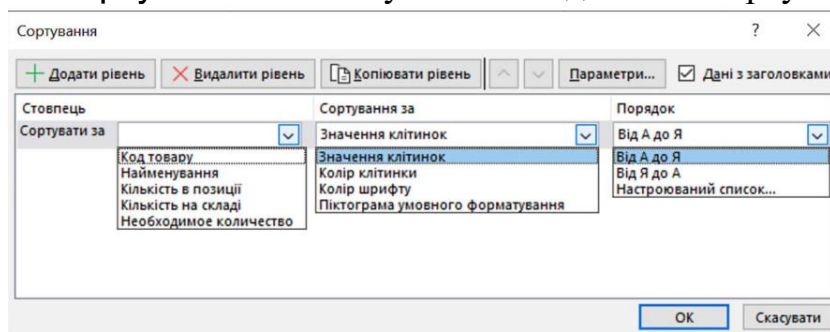 Сортування ? ×
Додати рівень Видалити рівень Копіювати рівень Параметри... Дані з заголовками
Стовпець Сортування за Порядок
Сортувати за Значення клітинок Від А до Я
Код товару Значення клітинок Від А до Я
Найменування Колір клітинки Від Я до А
Кількість в позиції Колір шрифту Настроюваний список...
Кількість на складі Піктограма умовного форматування
Необходимое количество
OK Скасувати